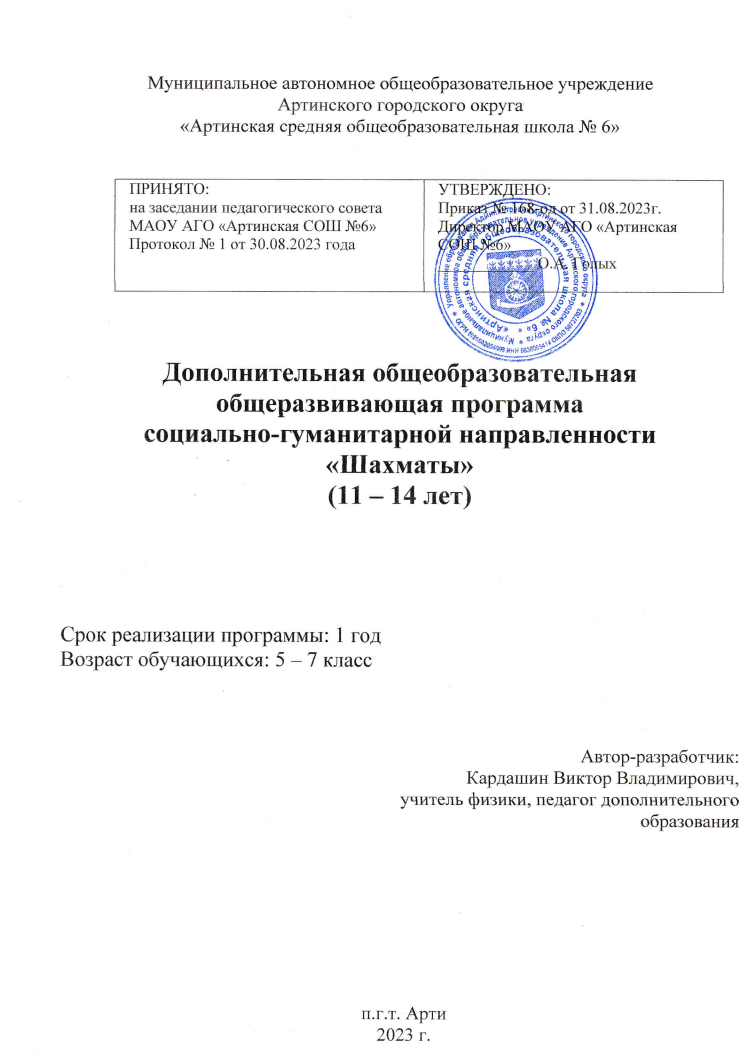 Муниципальное автономное общеобразовательное учреждение
Артинского городского округа
«Артинская средняя общеобразовательная школа № 6»
ПРИНЯТО:
на заседании педагогического совета
МАОУ АГО «Артинская СОШ №6»
Протокол № 1 от 30.08.2023 года
УТВЕРЖДЕНО:
Приказ № 168-од от 31.08.2023г.
Директор МАОУ АГО «Артинская
СОШ №6»
О.А.
Дополнительная общеобразовательная
общеразвивающая программа
социально-гуманитарной направленности
«Шахматы»
(11 – 14 лет)
Срок реализации программы: 1 год
Возраст обучающихся: 5 – 7 класс
Автор-разработчик:
Кардашин Виктор Владимирович,
учитель физики, педагог дополнительного
образования
п.г.т. Арти
2023 г.